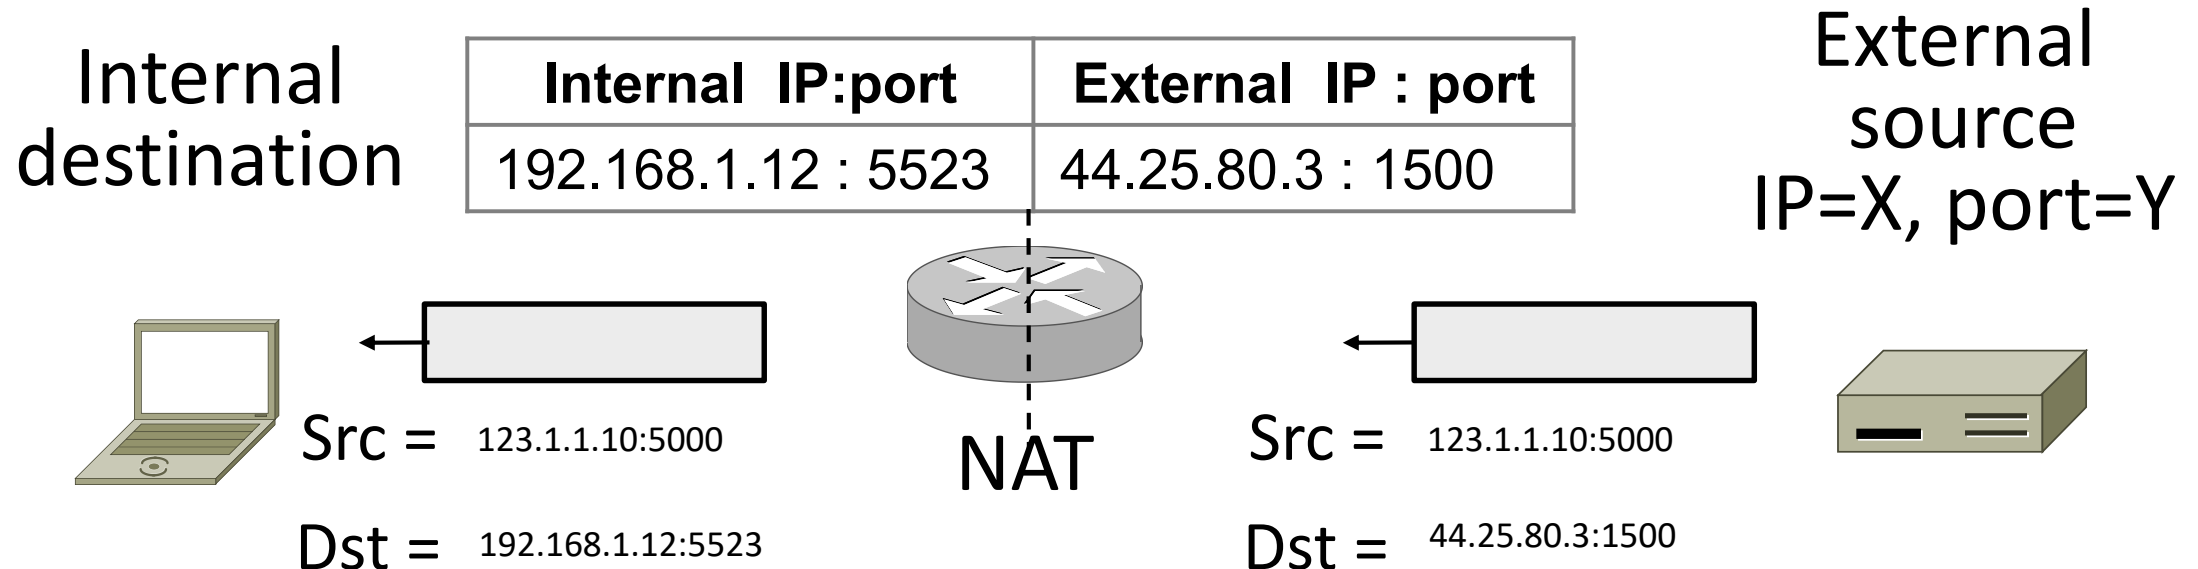 Internal
destination
Internal IP:port
External IP : port
192.168.1.12 : 5523
44.25.80.3 : 1500
External
source
IP=X, port=Y
Src = 123.1.1.10:5000
Dst = 192.168.1.12:5523
NAT
Src = 123.1.1.10:5000
Dst = 44.25.80.3:1500